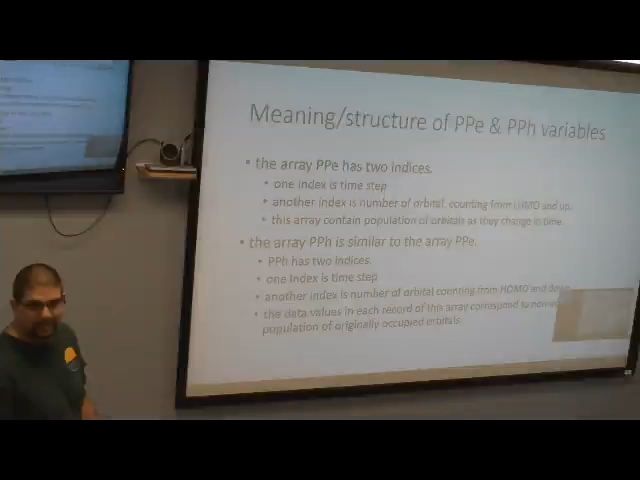 Meaning/structure of PPe & PPh variables
• the array PPe has two indices.
• one index is time step
• another index is number of orbital, counting from LUMO and up.
• this array contain population of orbitals as they change in time.
• the array PPh is similar to the array PPe.
• PPh has two indices.
• one index is time step
• another index is number of orbital counting from HOMO and down
• the data values in each record of this array correspond to
population of originally occupied orbitals.